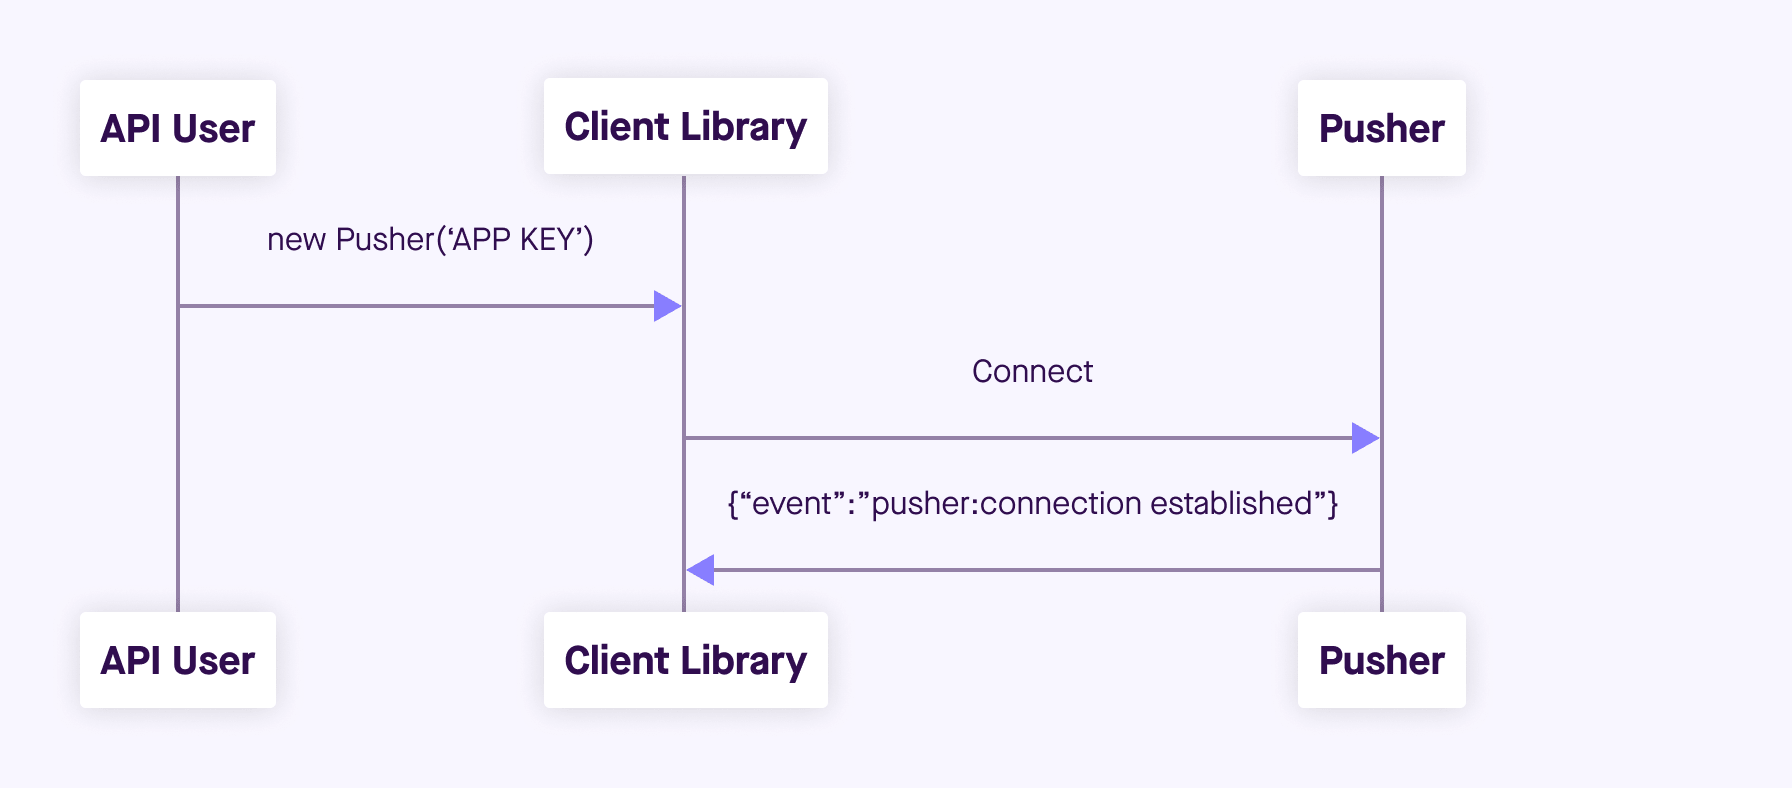 API User
Client Library
Pusher
new Pusher(‘APP KEY’)
Connect
{“event”:”pusher:connection established”}
API User
Client Library
Pusher